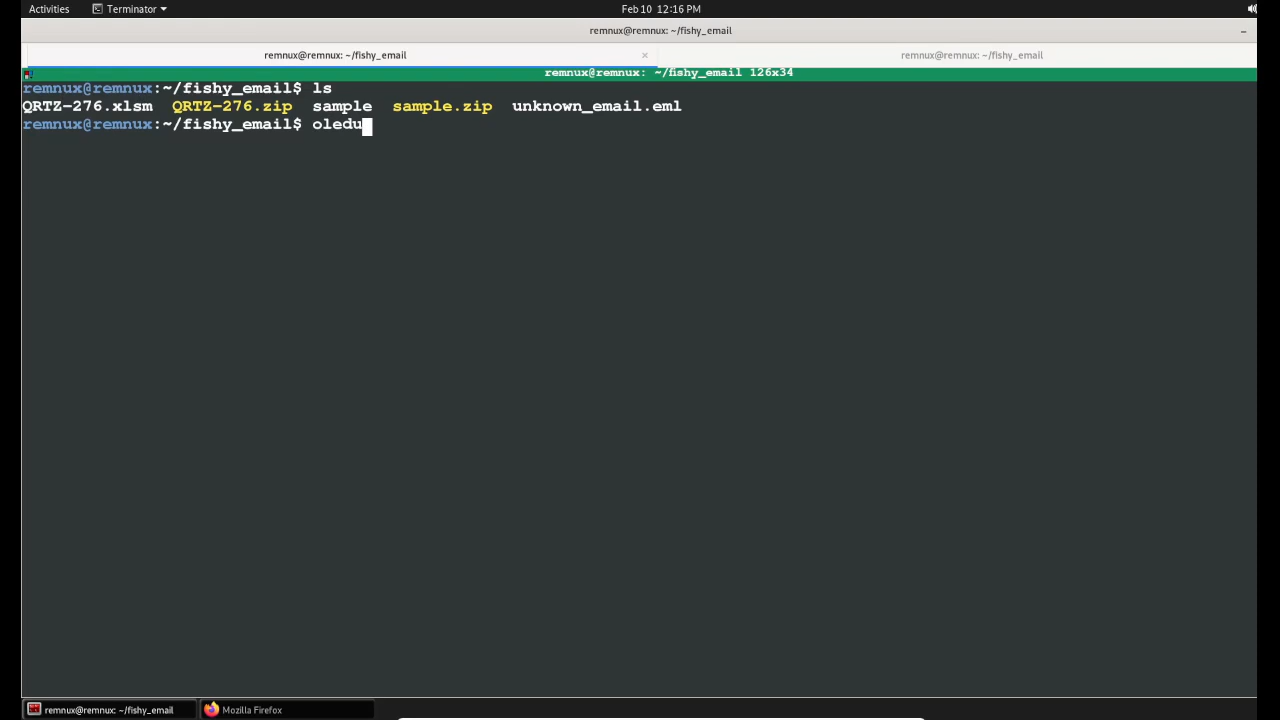 Activities Terminator Feb 10 12:16 PM
remnux@remnux: ~/fishy_email
remnux@remnux: ~/fishy_email × remnux@remnux: ~/fishy_email
remnux@remnux: ~/fishy_email 126x34
remnux@remnux:~/fishy_email$ ls
QRTZ-276.xlsm QRTZ-276.zip sample sample.zip unknown_email.eml
remnux@remnux:~/fishy_email$ oledu
remnux@remnux: ~/fishy_email Mozilla Firefox